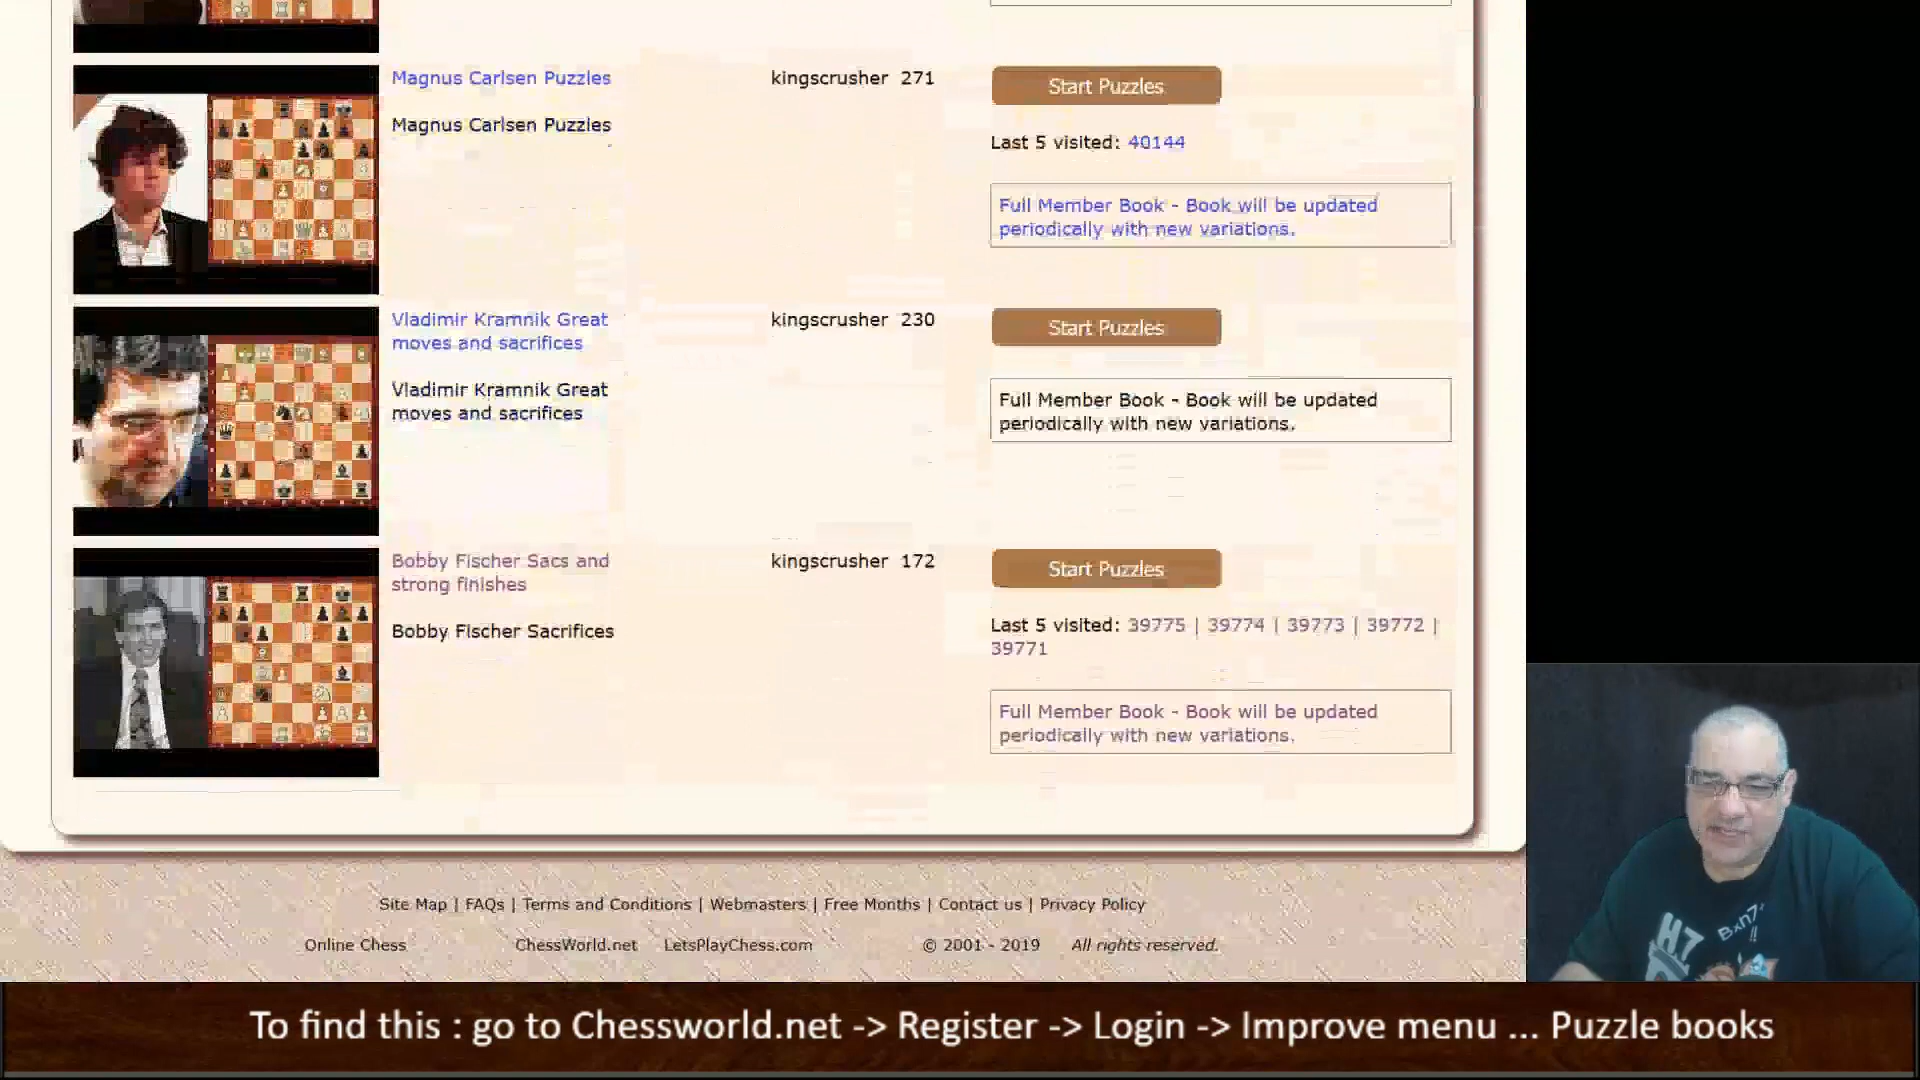 Magnus Carlsen Puzzles
kingscrusher 271
Start Puzzles
Magnus Carlsen Puzzles
Last 5 visited: 40144
Full Member Book - Book will be updated
periodically with new variations.
Vladimir Kramnik Great
moves and sacrifices
kingscrusher 230
Start Puzzles
Vladimir Kramnik Great
moves and sacrifices
Full Member Book - Book will be updated
periodically with new variations.
Bobby Fischer Sacs and
strong finishes
kingscrusher 172
Start Puzzles
Bobby Fischer Sacrifices
Last 5 visited: 39775 | 39774 | 39773 | 39772 |
39771
Full Member Book - Book will be updated
periodically with new variations.
Site Map | FAQs | Terms and Conditions | Webmasters | Free Months | Contact us | Privacy Policy
Online Chess ChessWorld.net LetsPlayChess.com © 2001 - 2019 All rights reserved.
Bxh7
!!
H7
To find this : go to Chessworld.net -> Register -> Login -> Improve menu ... Puzzle books